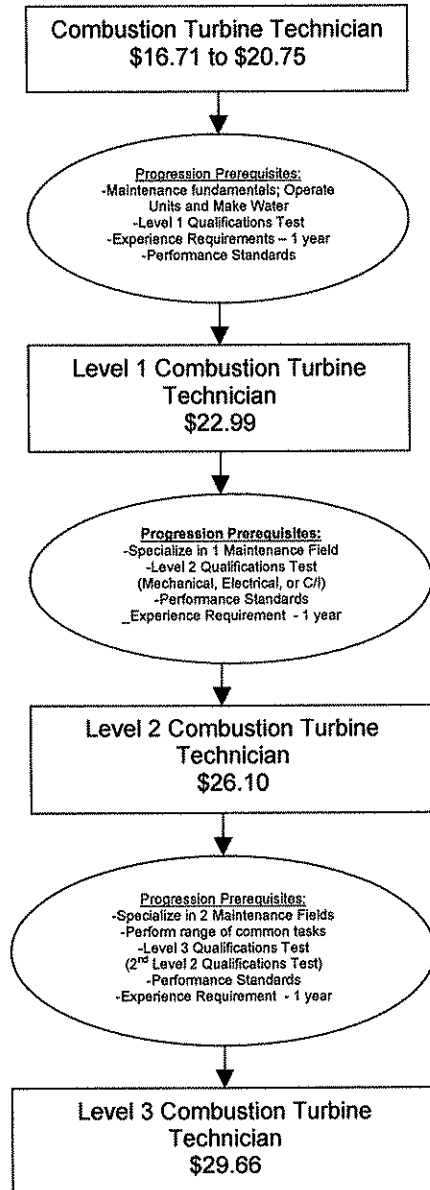 Combustion Turbine Technician
$16.71 to $20.75
Progression Prerequisites:
-Maintenance fundamentals; Operate
Units and Make Water
-Level 1 Qualifications Test
-Experience Requirements – 1 year
-Performance Standards
Level 1 Combustion Turbine
Technician
$22.99
Progression Prerequisites:
-Specialize in 1 Maintenance Field
-Level 2 Qualifications Test
(Mechanical, Electrical, or C/I)
-Performance Standards
_Experience Requirement - 1 year
Level 2 Combustion Turbine
Technician
$26.10
Progression Prerequisites:
-Specialize in 2 Maintenance Fields
-Perform range of common tasks
-Level 3 Qualifications Test
(2nd Level 2 Qualifications Test)
-Performance Standards
-Experience Requirement - 1 year
Level 3 Combustion Turbine
Technician
$29.66